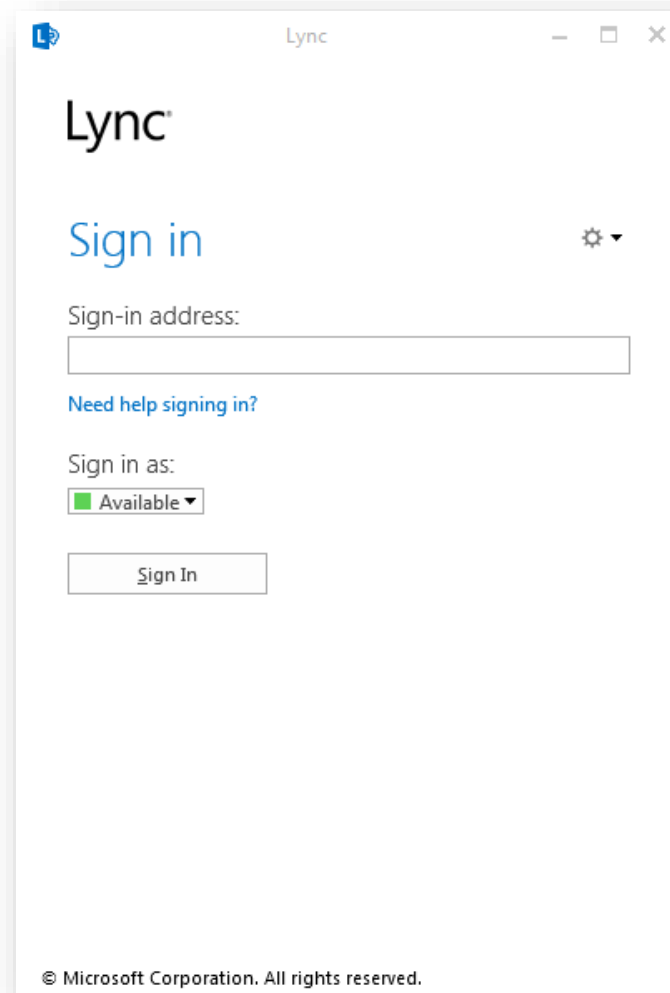 Lync
Lync
Sign in
Sign-in address:
Need help signing in?
Sign in as:
Available
Sign In
© Microsoft Corporation. All rights reserved.